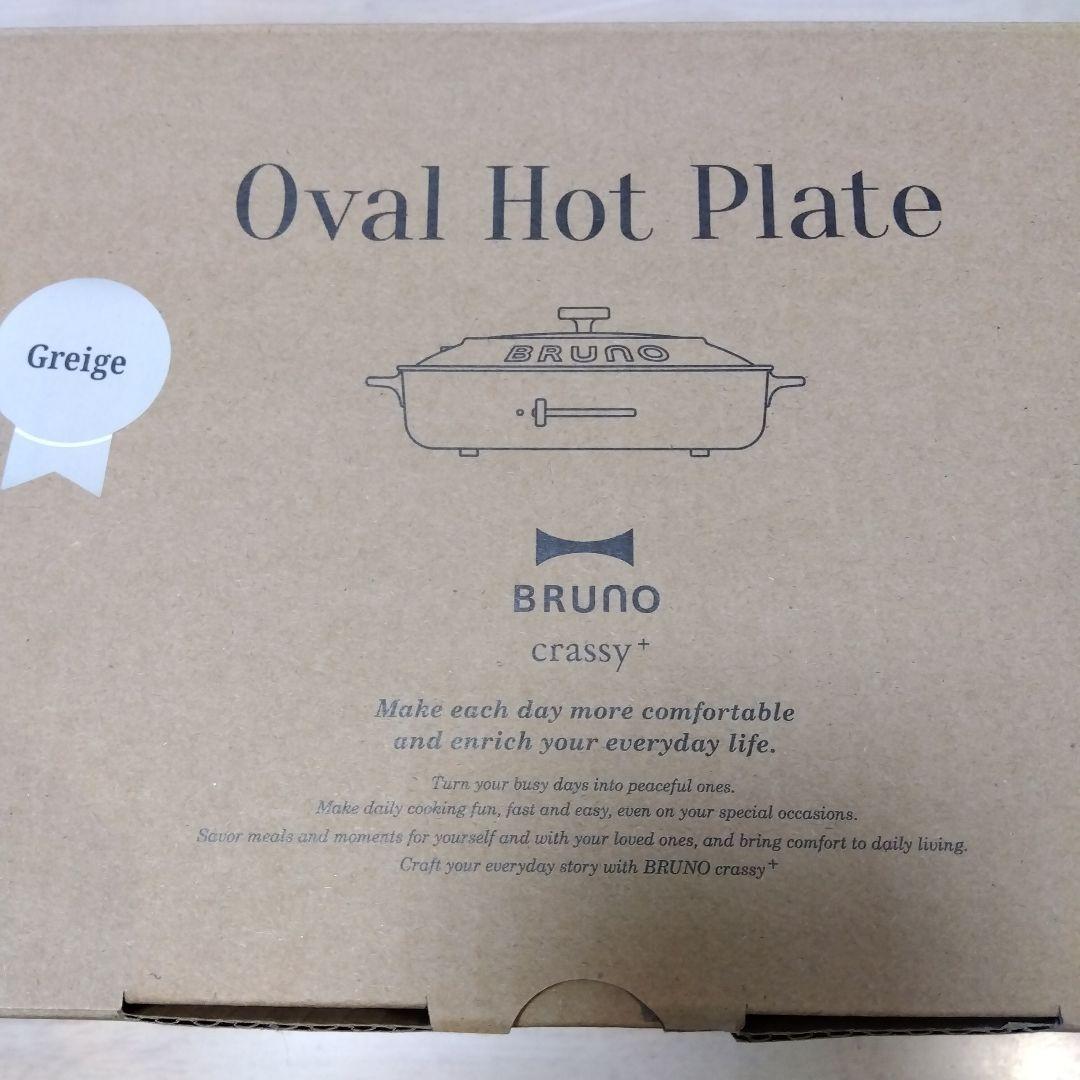 Oval Hot Plate
Greige
BRUNO
BRUNO
crassy+
Make each day more comfortable
and enrich your everyday life.
Turn your busy days into peaceful ones.
Make daily cooking fun, fast and easy, even on your special occasions.
Savor meals and moments for yourself and with your loved ones, and bring comfort to daily living.
Craft your everyday story with BRUNO crassy+